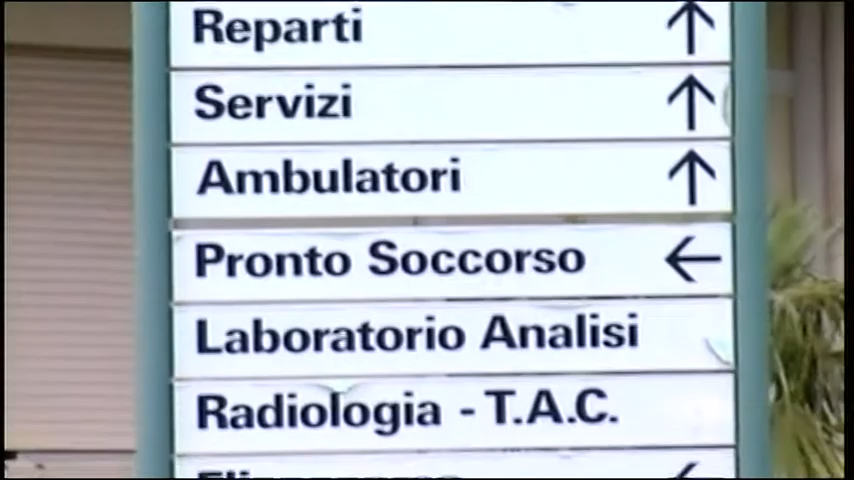 Reparti ↑
Servizi ↑
Ambulatori ↑
Pronto Soccorso ←
Laboratorio Analisi
Radiologia - T.A.C.